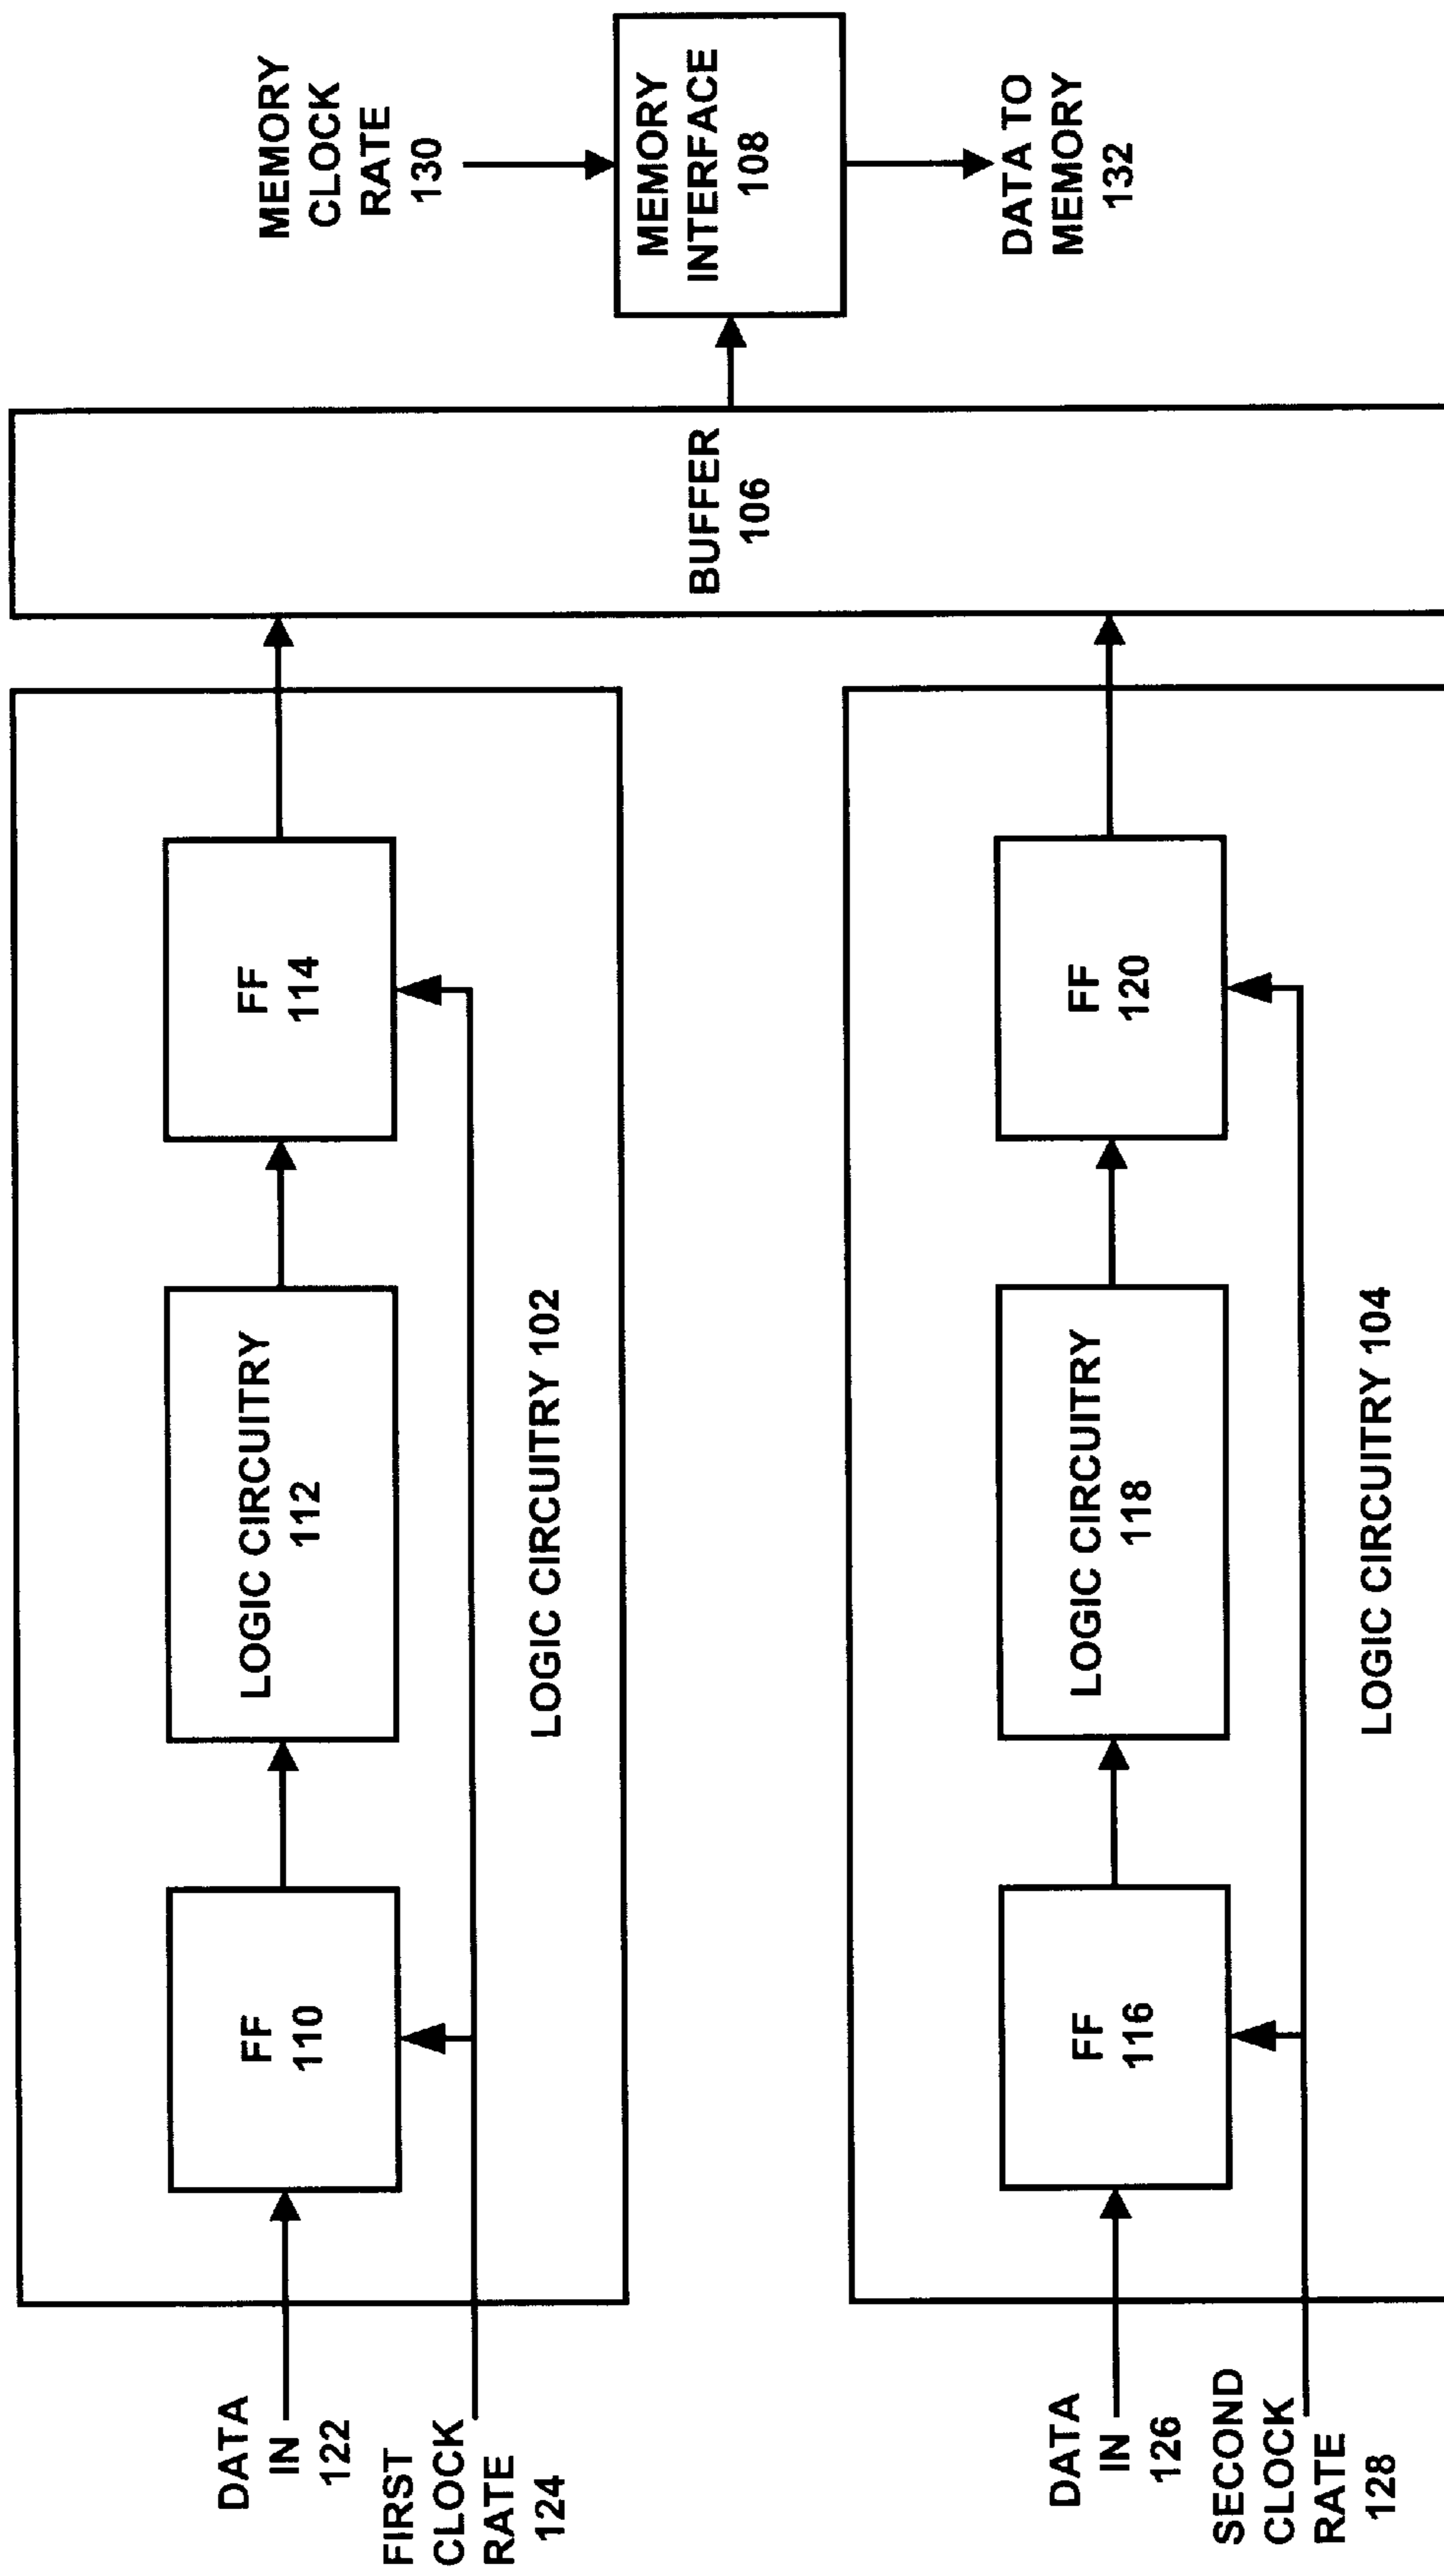 DATA
IN
122
FIRST
CLOCK
RATE
124
FF
110
LOGIC CIRCUITRY
112
FF
114
LOGIC CIRCUITRY 102
DATA
IN
126
SECOND
CLOCK
RATE
128
FF
116
LOGIC CIRCUITRY
118
FF
120
LOGIC CIRCUITRY 104
BUFFER
106
MEMORY
CLOCK
RATE
130
MEMORY
INTERFACE
108
DATA TO
MEMORY
132